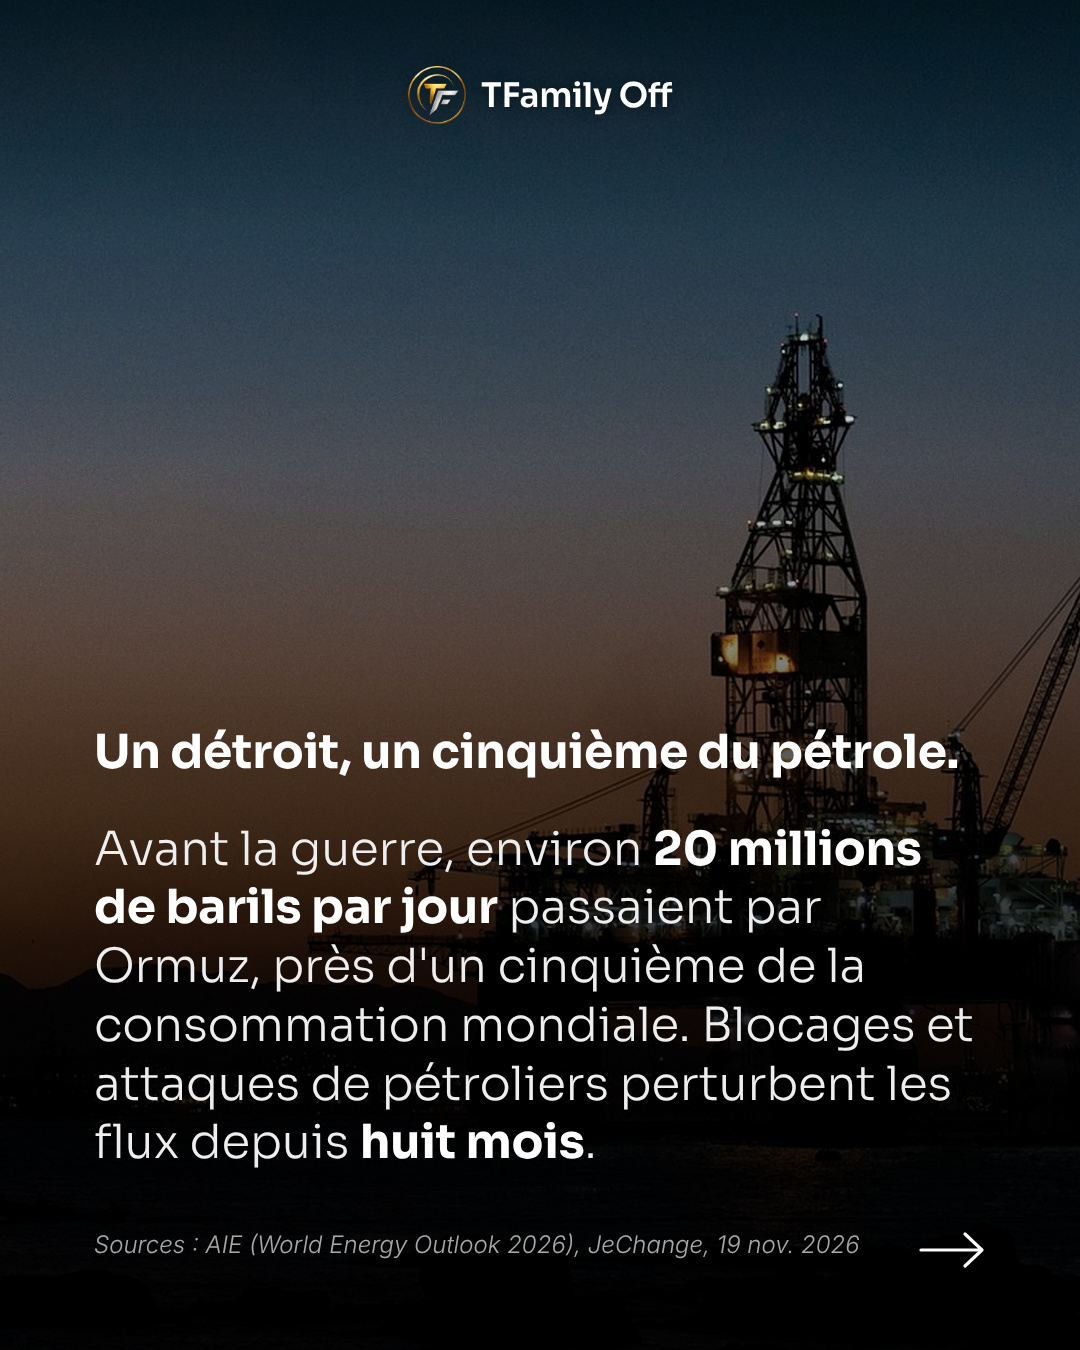 TFamily Off
Un détroit, un cinquième du pétrole.
Avant la guerre, environ 20 millions
de barils par jour passaient par
Ormuz, près d'un cinquième de la
consommation mondiale. Blocages et
attaques de pétroliers perturbent les
flux depuis huit mois.
Sources : AIE (World Energy Outlook 2026), JeChange, 19 nov. 2026